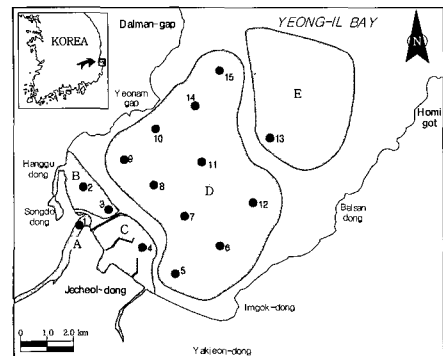 YEONG-IL BAY
Dalman-gap
KOREA
N
Yeonam
gap
15
E
14
Homi
got
10
13
Hanggu
dong
9
11
B
2
8
D
Songdo
dong
3
12
Balsan
dong
1
7
C
A
4
6
5
Jecheol-dong
Imgok-dong
0 1.0 2.0 km
Yakjeon-dong